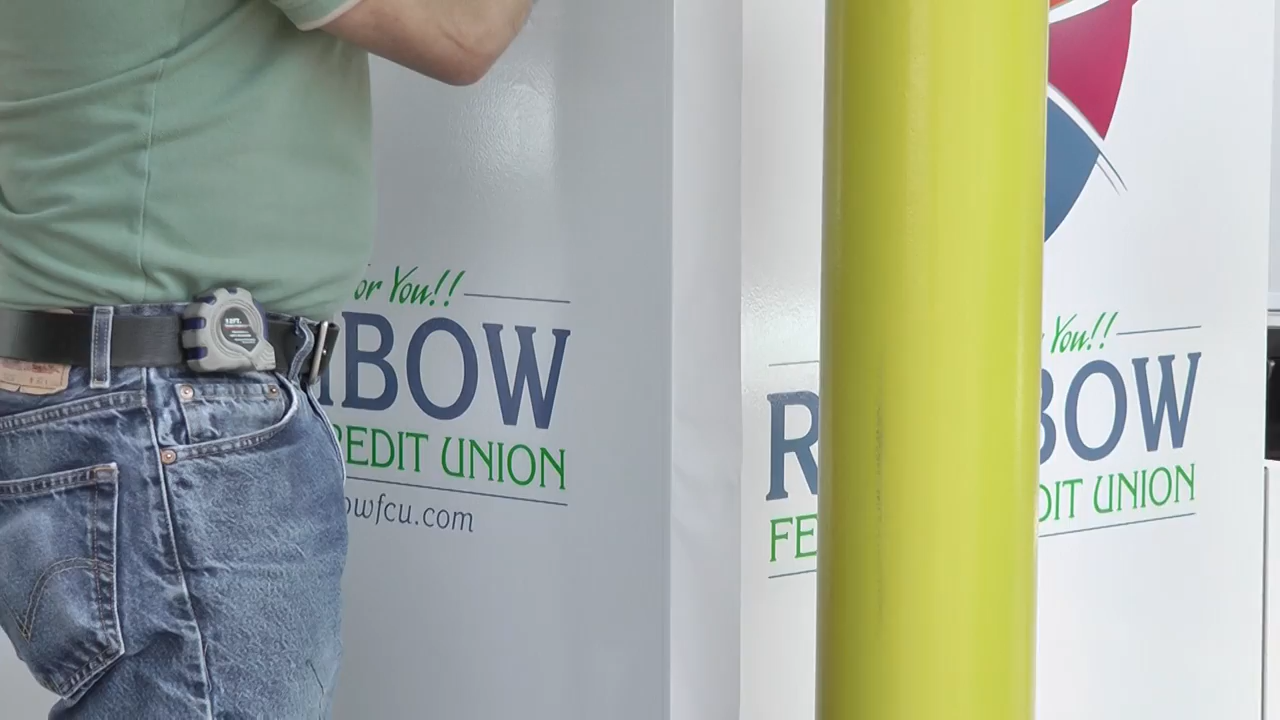 or You!!
BOW
REDIT UNION
owfcu.com
You!!
R BOW
FE DIT UNION